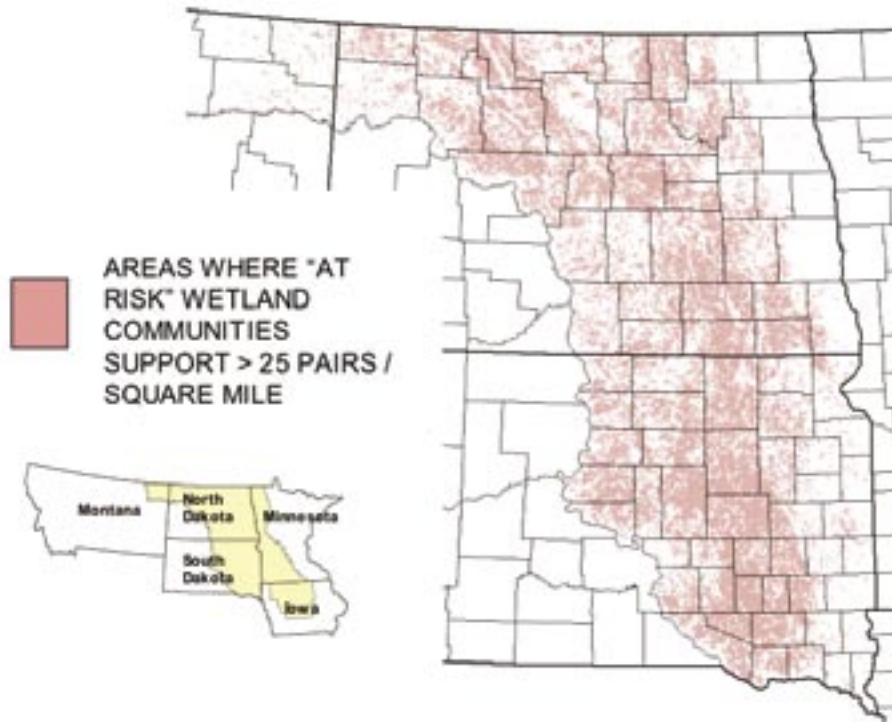 AREAS WHERE "AT
RISK" WETLAND
COMMUNITIES
SUPPORT > 25 PAIRS /
SQUARE MILE
Montana
North
Dakota
Minnesota
South
Dakota
Iowa